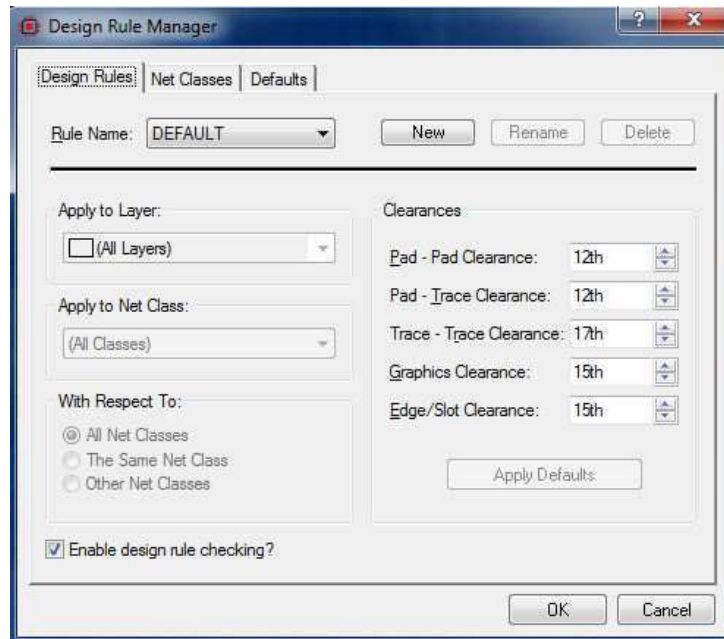 Design Rule Manager
Design Rules Net Classes Defaults
Rule Name: DEFAULT New Rename Delete
Apply to Layer:
(All Layers)
Apply to Net Class:
(All Classes)
With Respect To:
All Net Classes
The Same Net Class
Other Net Classes
Clearances
Pad - Pad Clearance: 12th
Pad - Trace Clearance: 12th
Trace - Trace Clearance: 17th
Graphics Clearance: 15th
Edge/Slot Clearance: 15th
Apply Defaults
Enable design rule checking?
OK Cancel